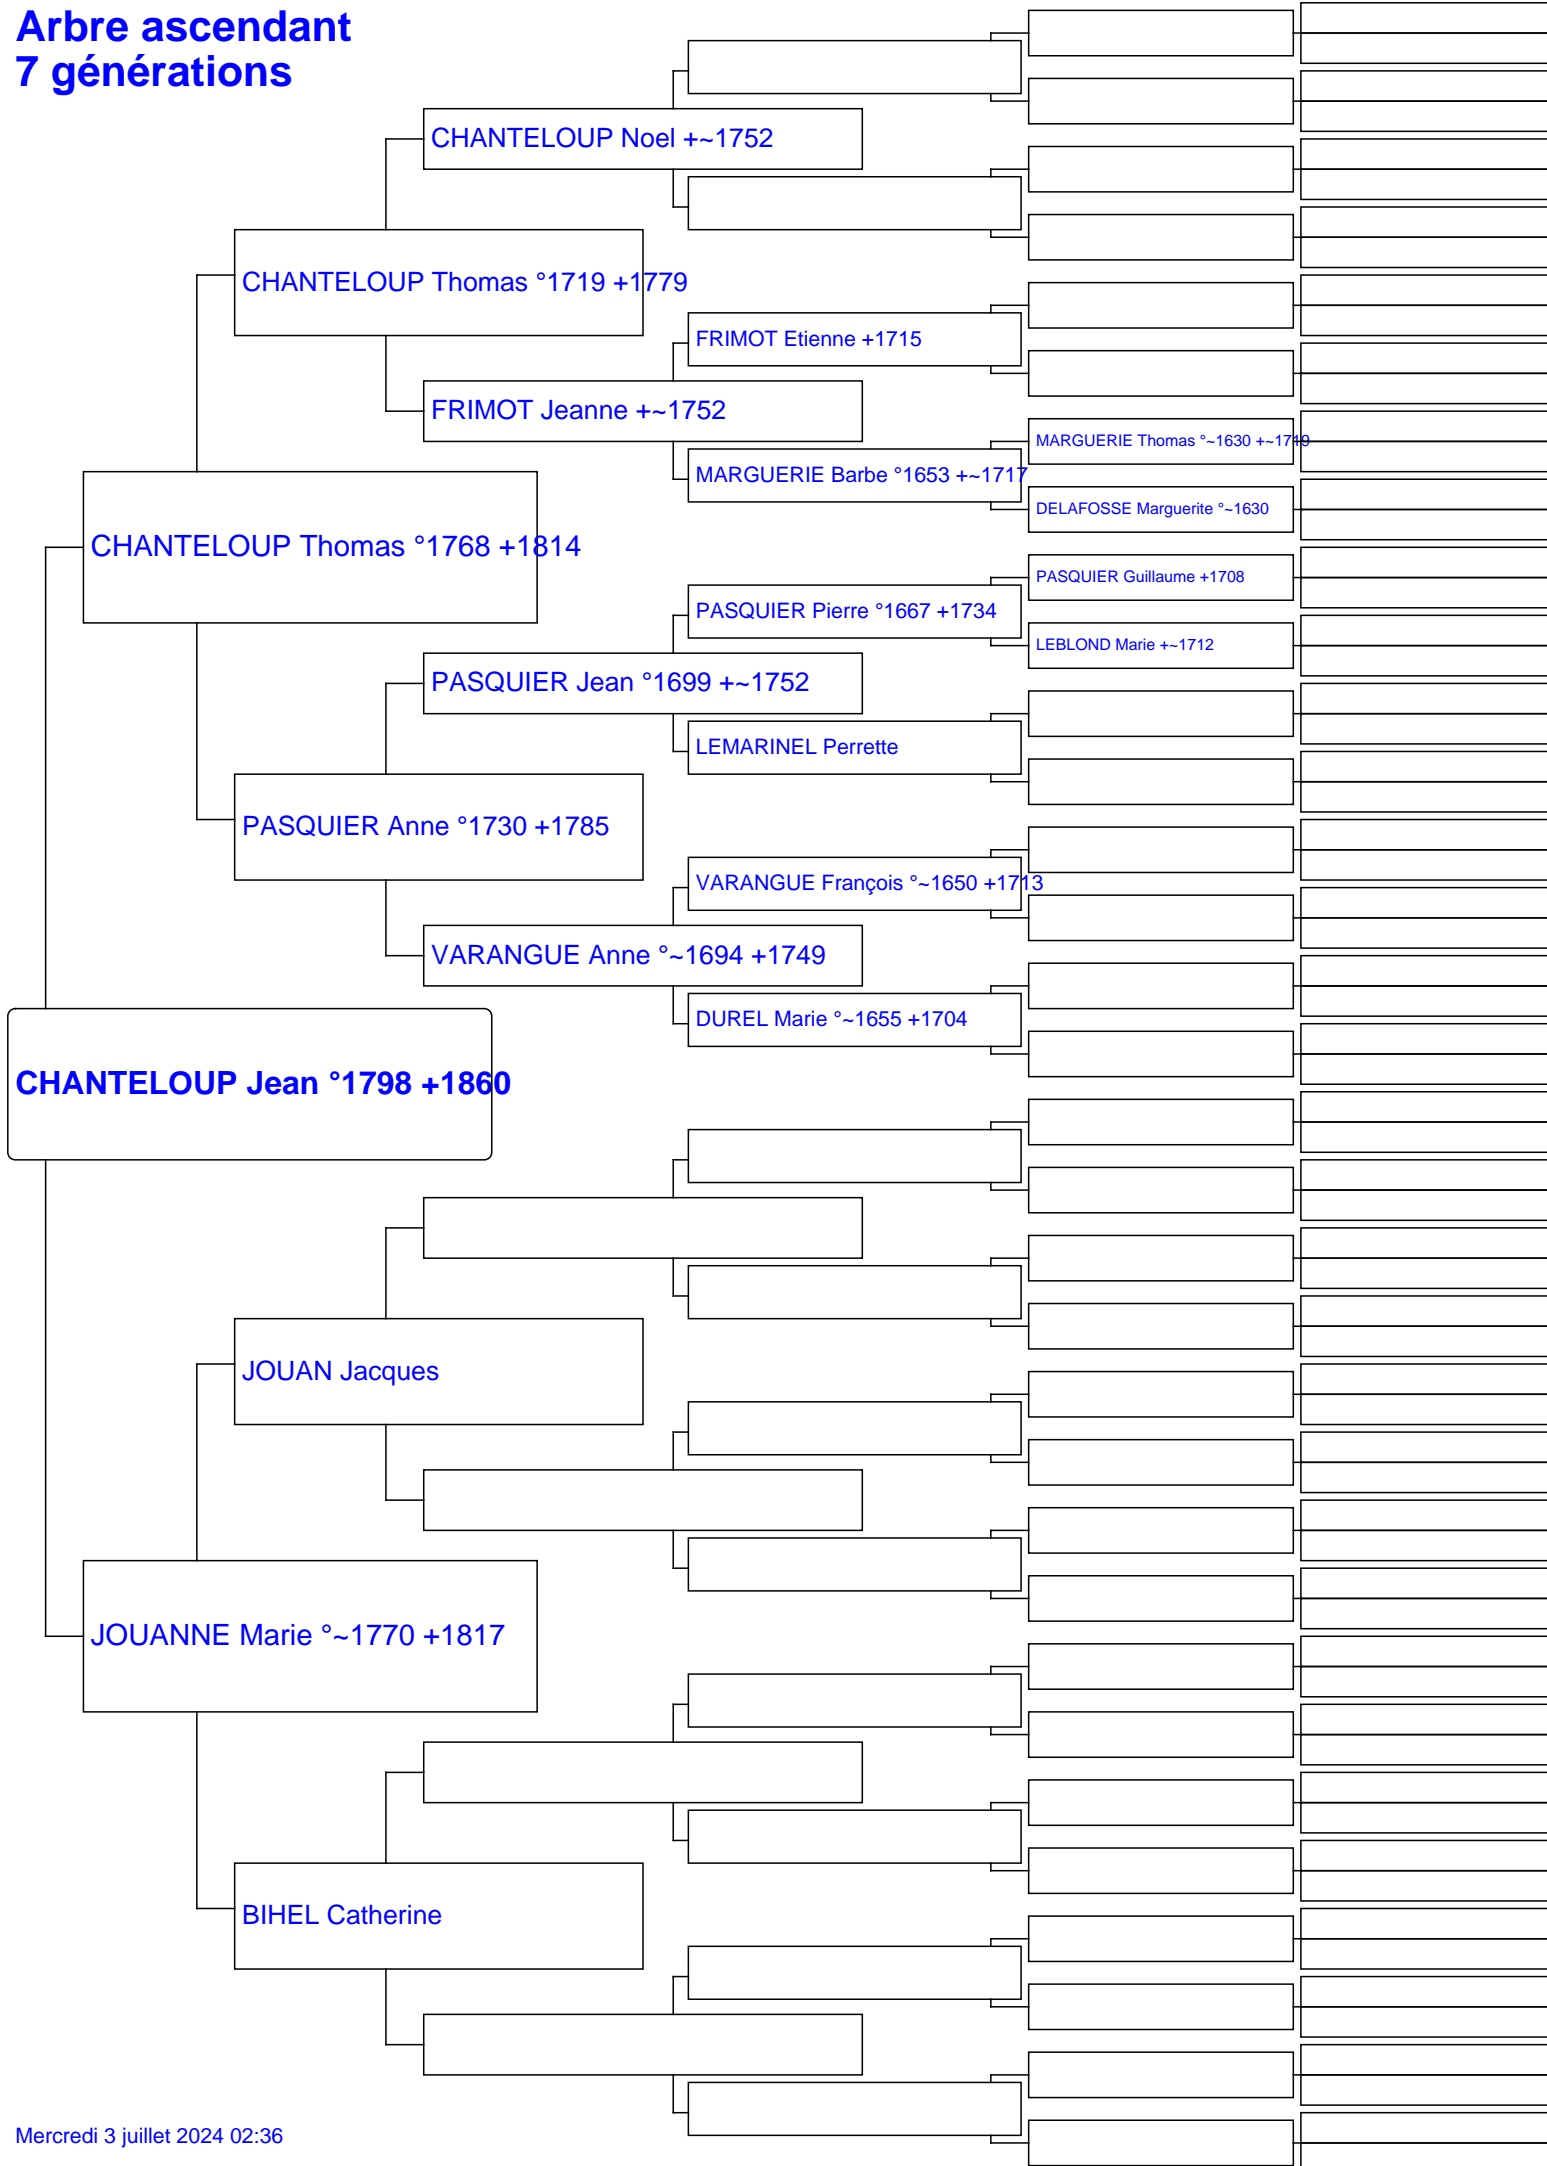 Arbre ascendant
7 générations
CHANTELOUP Noel +~1752
CHANTELOUP Thomas °1719 +1779
FRIMOT Etienne +1715
FRIMOT Jeanne +~1752
MARGUERIE Thomas °~1630 +~1719
MARGUERIE Barbe °1653 +~1717
DELAFOSSE Marguerite °~1630
CHANTELOUP Thomas °1768 +1814
PASQUIER Guillaume +1708
PASQUIER Pierre °1667 +1734
LEBLOND Marie +~1712
PASQUIER Jean °1699 +~1752
LEMARINEL Perrette
PASQUIER Anne °1730 +1785
VARANGUE François °~1650 +1713
VARANGUE Anne °~1694 +1749
DUREL Marie °~1655 +1704
CHANTELOUP Jean °1798 +1860
JOUAN Jacques
JOUANNE Marie °~1770 +1817
BIHEL Catherine
Mercredi 3 juillet 2024 02:36